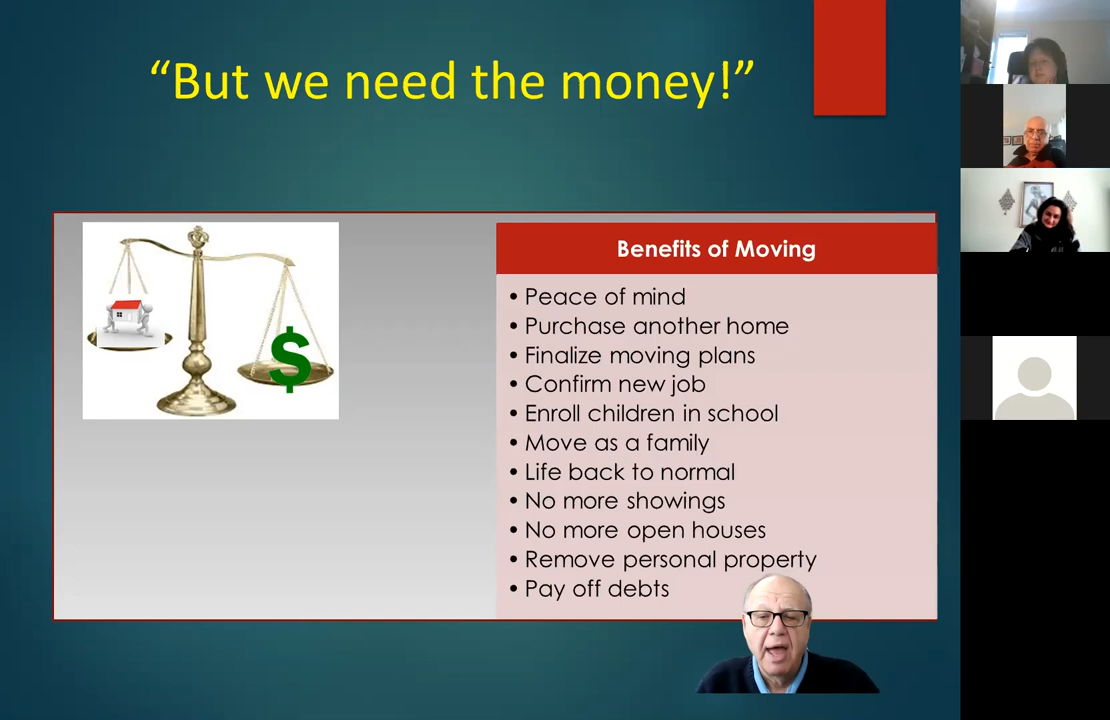 “But we need the money!”
$
Benefits of Moving
• Peace of mind
• Purchase another home
• Finalize moving plans
• Confirm new job
• Enroll children in school
• Move as a family
• Life back to normal
• No more showings
• No more open houses
• Remove personal property
• Pay off debts